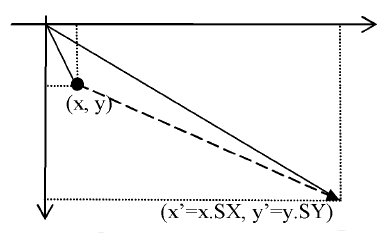 (x, y)
(x’=x.SX, y’=y.SY)